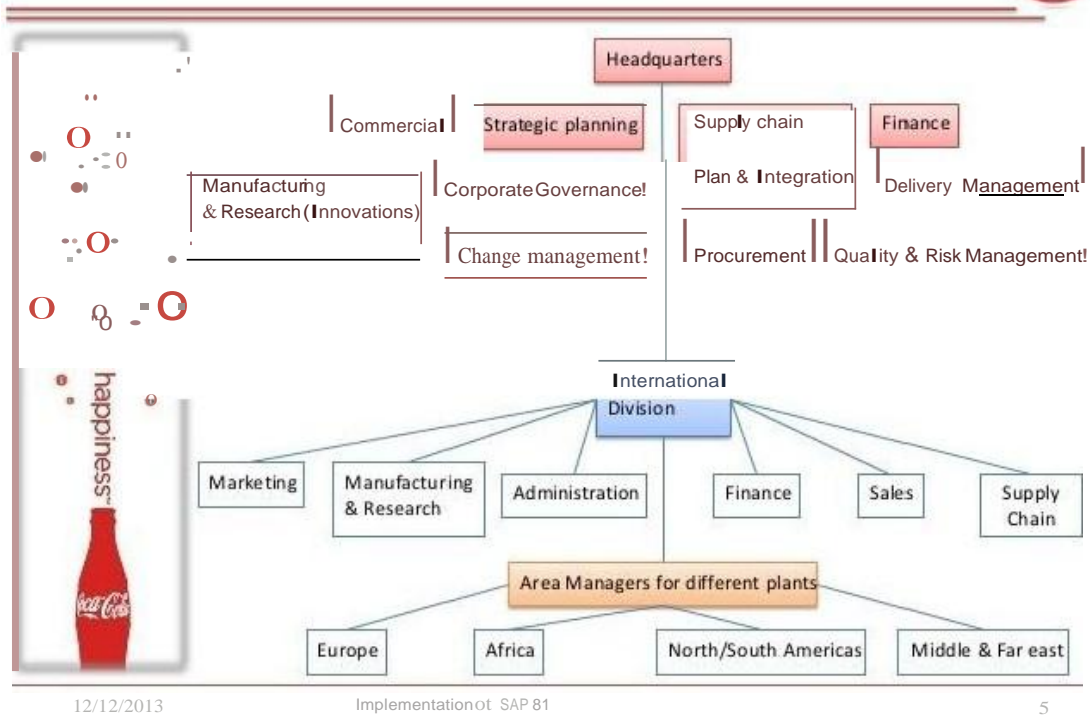 Headquarters
Commercial
Strategic planning
Supply chain
Finance
Manufacturing
& Research (Innovations)
Corporate Governance!
Plan & Integration
Delivery Management
Change management!
Procurement
Quality & Risk Management!
International
Division
happiness
Marketing
Manufacturing
& Research
Administration
Finance
Sales
Supply
Chain
Area Managers for different plants
Coca-Cola
Europe
Africa
North/South Americas
Middle & Far east
12/12/2013
Implementation ot SAP 81
5